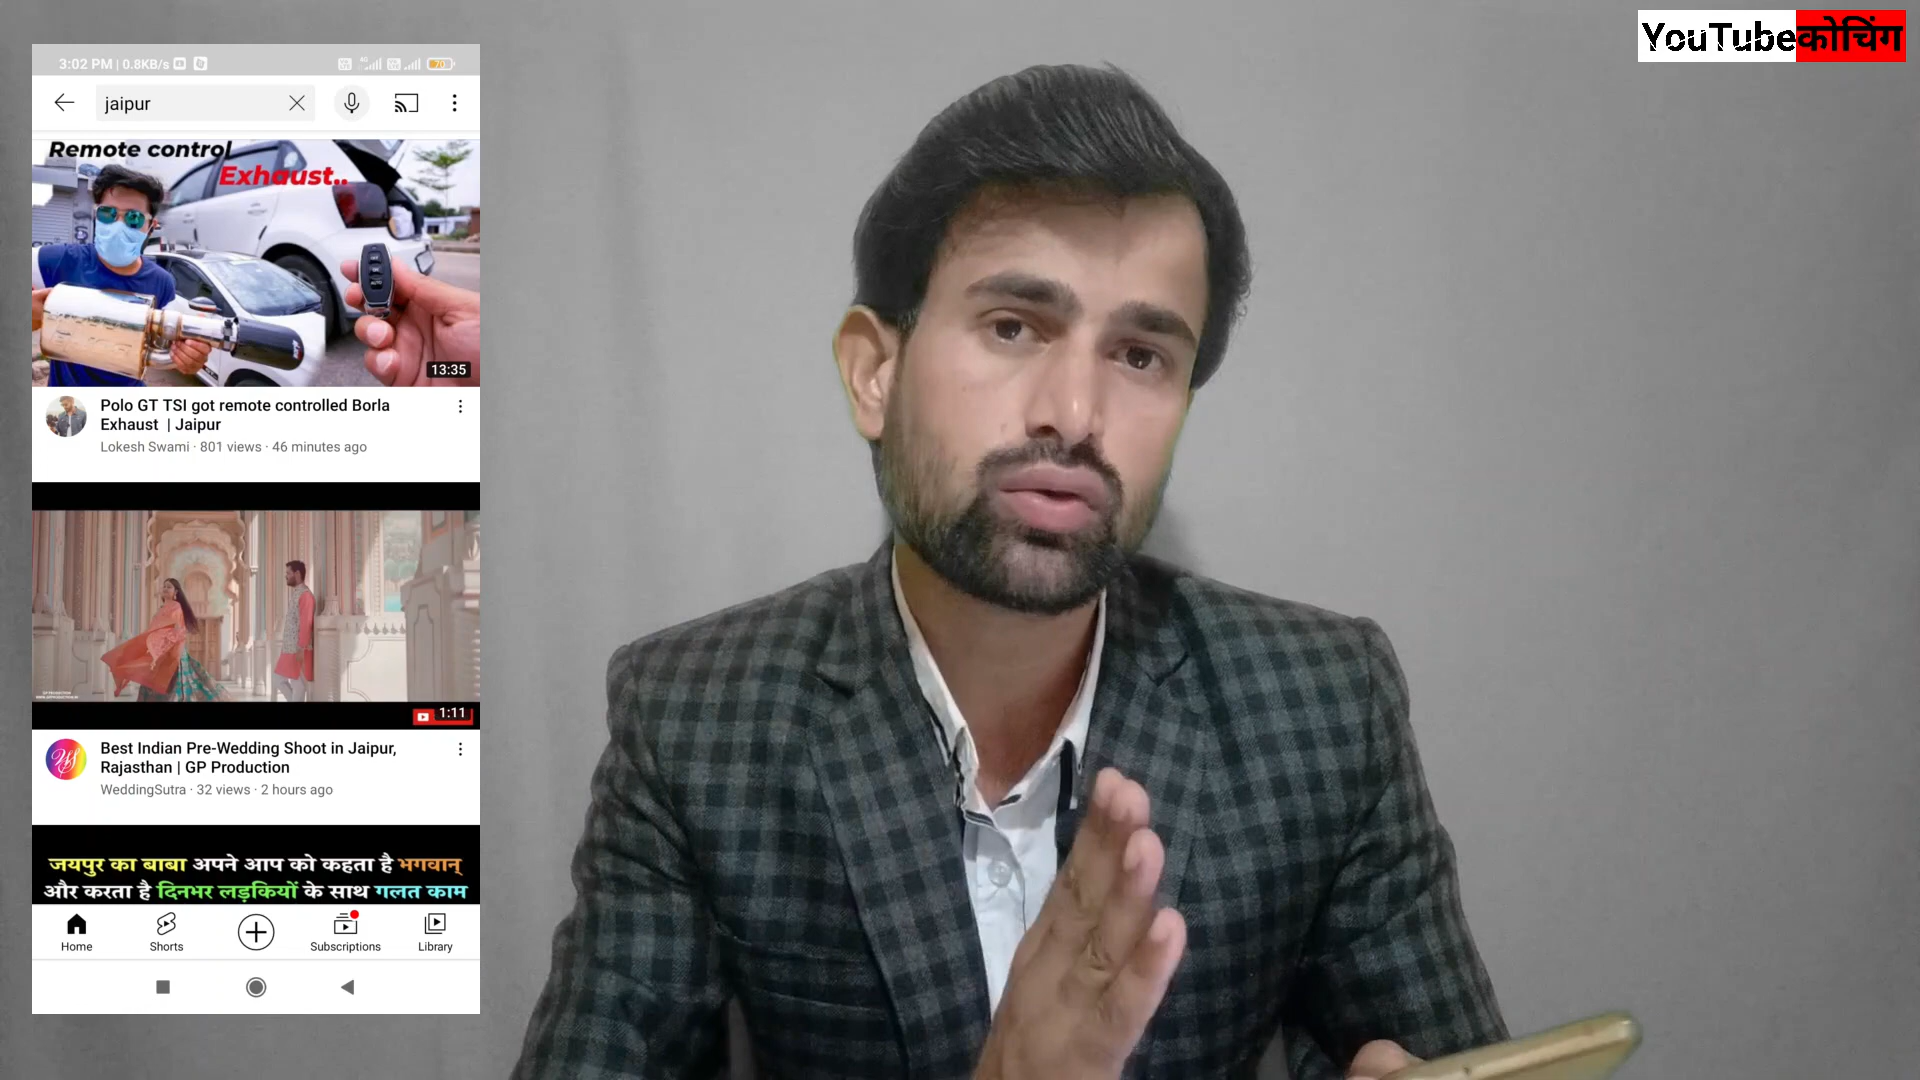 YouTubeकोचिंग
3:02 PM | 0.8KB/s
70
jaipur
Remote control
Exhaust..
13:35
Polo GT TSI got remote controlled Borla
Exhaust | Jaipur
Lokesh Swami · 801 views · 46 minutes ago
1:11
Best Indian Pre-Wedding Shoot in Jaipur,
Rajasthan | GP Production
WeddingSutra · 32 views · 2 hours ago
जयपुर का बाबा अपने आप को कहता है भगवान्
और करता है दिनभर लड़कियों के साथ गलत काम
Home
Shorts
Subscriptions
Library